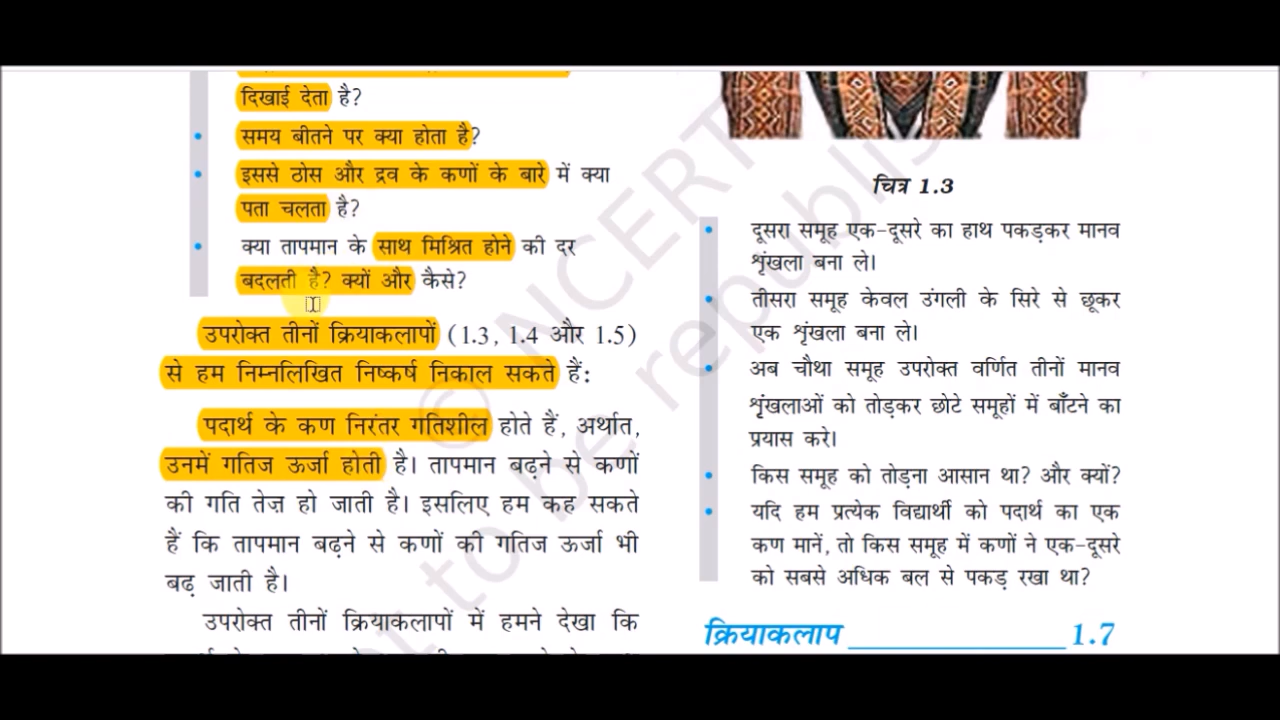 दिखाई देता है?
• समय बीतने पर क्या होता है?
• इससे ठोस और द्रव के कणों के बारे में क्या
पता चलता है?
• क्या तापमान के साथ मिश्रित होने की दर
बदलती है? क्यों और कैसे?
उपरोक्त तीनों क्रियाकलापों (1.3, 1.4 और 1.5)
से हम निम्नलिखित निष्कर्ष निकाल सकते हैं:
पदार्थ के कण निरंतर गतिशील होते हैं, अर्थात,
उनमें गतिज ऊर्जा होती है। तापमान बढ़ने से कणों
की गति तेज़ हो जाती है। इसलिए हम कह सकते
हैं कि तापमान बढ़ने से कणों की गतिज ऊर्जा भी
बढ़ जाती है।
उपरोक्त तीनों क्रियाकलापों में हमने देखा कि
चित्र 1.3
• दूसरा समूह एक-दूसरे का हाथ पकड़कर मानव
शृंखला बना ले।
• तीसरा समूह केवल उंगली के सिरे से छूकर
एक शृंखला बना ले।
• अब चौथा समूह उपरोक्त वर्णित तीनों मानव
शृंखलाओं को तोड़कर छोटे समूहों में बाँटने का
प्रयास करे।
• किस समूह को तोड़ना आसान था? और क्यों?
• यदि हम प्रत्येक विद्यार्थी को पदार्थ का एक
कण मानें, तो किस समूह में कणों ने एक-दूसरे
को सबसे अधिक बल से पकड़ रखा था?
क्रियाकलाप ____________ 1.7
© NCERT
to be republis